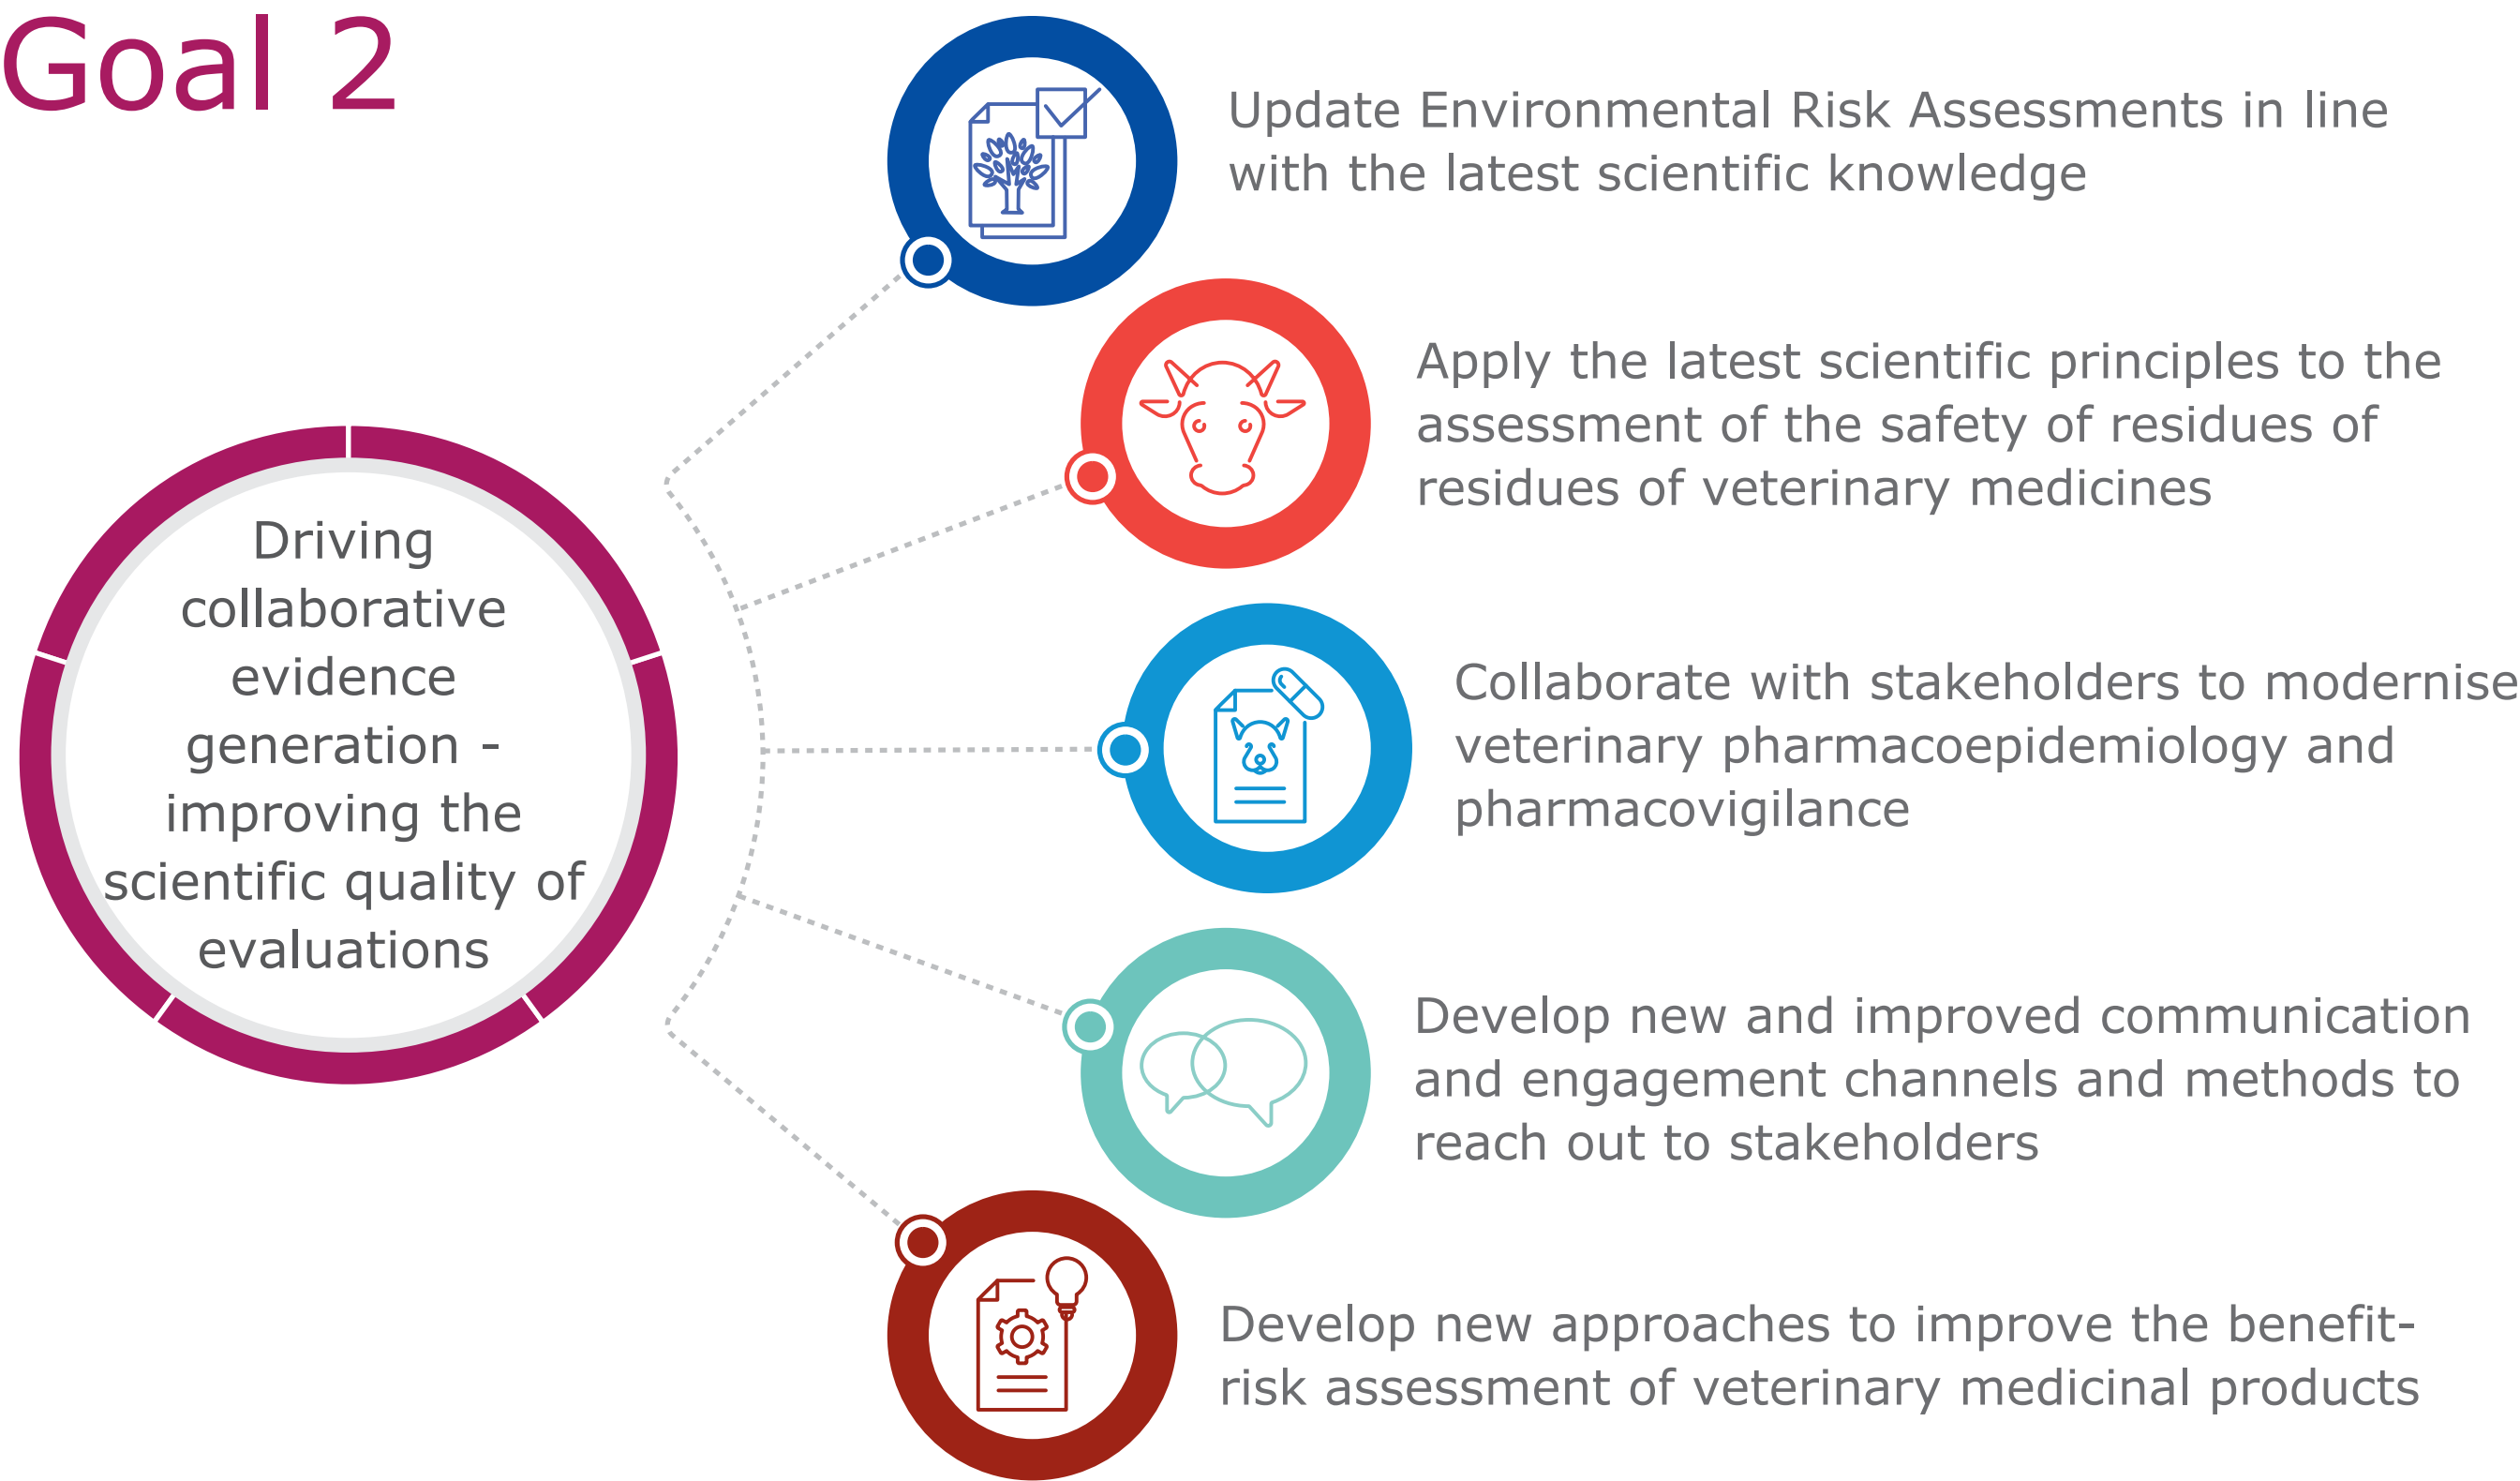 Goal 2
Driving
collaborative
evidence
generation -
improving the
scientific quality of
evaluations
Update Environmental Risk Assessments in line
with the latest scientific knowledge
Apply the latest scientific principles to the
assessment of the safety of residues of
residues of veterinary medicines
Collaborate with stakeholders to modernise
veterinary pharmacoepidemiology and
pharmacovigilance
Develop new and improved communication
and engagement channels and methods to
reach out to stakeholders
Develop new approaches to improve the benefit-
risk assessment of veterinary medicinal products